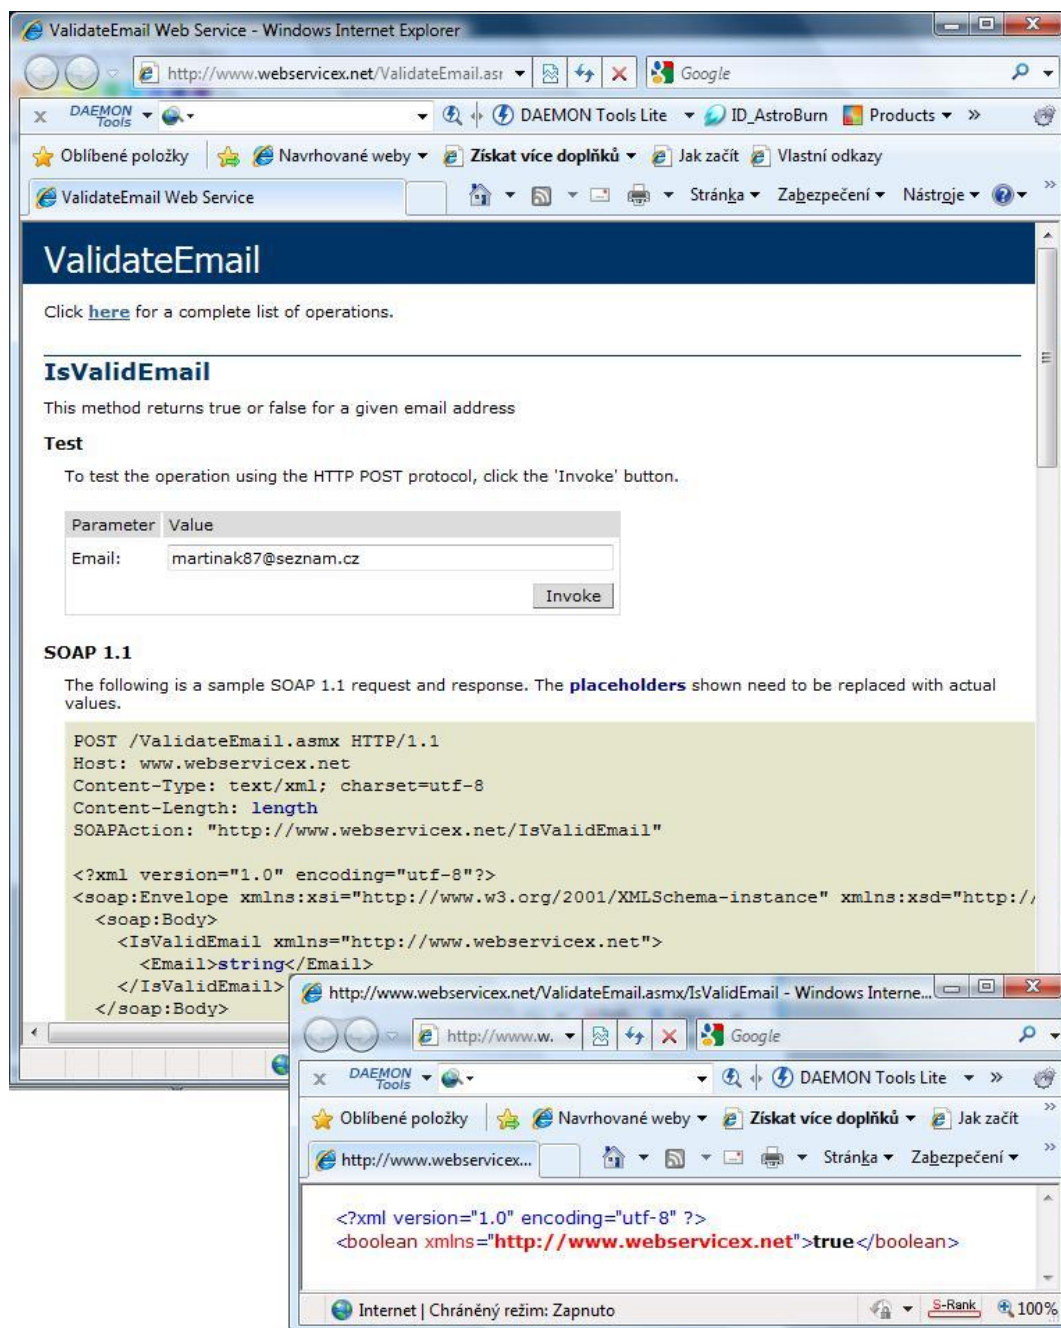 ValidateEmail Web Service - Windows Internet Explorer
http://www.webservicex.net/ValidateEmail.asr
Google
DAEMON Tools
DAEMON Tools Lite
ID_AstroBurn
Products
»
Oblíbené položky
Navrhované weby
Získat více doplňků
Jak začít
Vlastní odkazy
ValidateEmail Web Service
Stránka
Zabezpečení
Nástroje
»
ValidateEmail
Click here for a complete list of operations.
IsValidEmail
This method returns true or false for a given email address
Test
To test the operation using the HTTP POST protocol, click the 'Invoke' button.
Parameter Value
Email: martinak87@seznam.cz
Invoke
SOAP 1.1
The following is a sample SOAP 1.1 request and response. The placeholders shown need to be replaced with actual
values.
POST /ValidateEmail.asmx HTTP/1.1
Host: www.webservicex.net
Content-Type: text/xml; charset=utf-8
Content-Length: length
SOAPAction: "http://www.webservicex.net/IsValidEmail"
<?xml version="1.0" encoding="utf-8"?>
<soap:Envelope xmlns:xsi="http://www.w3.org/2001/XMLSchema-instance" xmlns:xsd="http:/
<soap:Body>
<IsValidEmail xmlns="http://www.webservicex.net">
<Email>string</Email>
</IsValidEmail>
</soap:Body>
http://www.webservicex.net/ValidateEmail.asmx/IsValidEmail - Windows Interne...
http://www.w.
Google
DAEMON Tools
DAEMON Tools Lite
»
Oblíbené položky
Navrhované weby
Získat více doplňků
Jak začít
»
http://www.webservicex...
Stránka
Zabezpečení
»
<?xml version="1.0" encoding="utf-8" ?>
<boolean xmlns="http://www.webservicex.net">true</boolean>
Internet | Chráněný režim: Zapnuto
S-Rank
100%